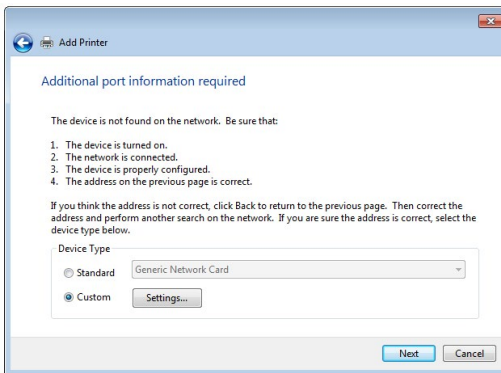 Add Printer
Additional port information required
The device is not found on the network. Be sure that:
1. The device is turned on.
2. The network is connected.
3. The device is properly configured.
4. The address on the previous page is correct.
If you think the address is not correct, click Back to return to the previous page. Then correct the
address and perform another search on the network. If you are sure the address is correct, select the
device type below.
Device Type
Standard Generic Network Card
Custom Settings...
Next Cancel